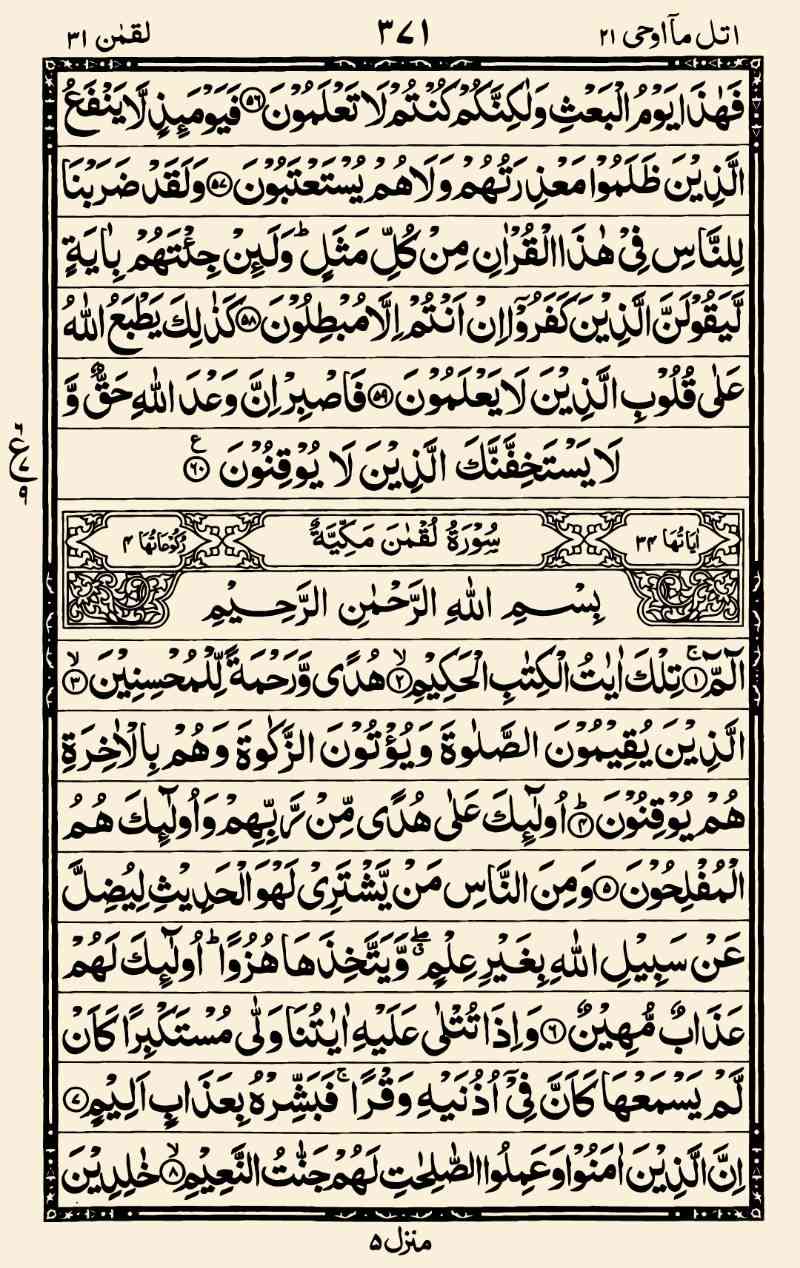 اتل مآ اوحی ۲۱ ۳۷۱ لقمٰن ۳۱
فَهٰذَا يَوْمُ الْبَعْثِ وَلٰكِنَّكُمْ كُنْتُمْ لَا تَعْلَمُوْنَ ﴿۵۶﴾ فَيَوْمَئِذٍ لَّا يَنْفَعُ
الَّذِيْنَ ظَلَمُوْا مَعْذِرَتُهُمْ وَلَا هُمْ يُسْتَعْتَبُوْنَ ﴿۵۷﴾ وَلَقَدْ ضَرَبْنَا
لِلنَّاسِ فِيْ هٰذَا الْقُرْاٰنِ مِنْ كُلِّ مَثَلٍ ؕ وَلَئِنْ جِئْتَهُمْ بِاٰيَةٍ
لَّيَقُوْلَنَّ الَّذِيْنَ كَفَرُوْٓا اِنْ اَنْتُمْ اِلَّا مُبْطِلُوْنَ ﴿۵۸﴾ كَذٰلِكَ يَطْبَعُ اللّٰهُ
عَلٰى قُلُوْبِ الَّذِيْنَ لَا يَعْلَمُوْنَ ﴿۵۹﴾ فَاصْبِرْ اِنَّ وَعْدَ اللّٰهِ حَقٌّ وَّ
لَا يَسْتَخِفَّنَّكَ الَّذِيْنَ لَا يُوْقِنُوْنَ ﴿۶۰﴾ ع
۶
ع ۷
۹
اٰيَاتُهَا ۳۴ سُوْرَةُ لُقْمٰنَ مَكِّيَّةٌ رُكُوْعَاتُهَا ۴
بِسْمِ اللّٰهِ الرَّحْمٰنِ الرَّحِيْمِ
الٓمّٓ ﴿۱﴾ ۚ تِلْكَ اٰيٰتُ الْكِتٰبِ الْحَكِيْمِ ﴿۲﴾ ۙ هُدًى وَّرَحْمَةً لِّلْمُحْسِنِيْنَ ﴿۳﴾ ۙ
الَّذِيْنَ يُقِيْمُوْنَ الصَّلٰوةَ وَيُؤْتُوْنَ الزَّكٰوةَ وَهُمْ بِالْاٰخِرَةِ
هُمْ يُوْقِنُوْنَ ﴿۴﴾ ؕ اُولٰٓئِكَ عَلٰى هُدًى مِّنْ رَّبِّهِمْ وَاُولٰٓئِكَ هُمُ
الْمُفْلِحُوْنَ ﴿۵﴾ وَمِنَ النَّاسِ مَنْ يَّشْتَرِيْ لَهْوَ الْحَدِيْثِ لِيُضِلَّ
عَنْ سَبِيْلِ اللّٰهِ بِغَيْرِ عِلْمٍ ۖ وَّيَتَّخِذَهَا هُزُوًا ؕ اُولٰٓئِكَ لَهُمْ
عَذَابٌ مُّهِيْنٌ ﴿۶﴾ وَاِذَا تُتْلٰى عَلَيْهِ اٰيٰتُنَا وَلّٰى مُسْتَكْبِرًا كَاَنْ
لَّمْ يَسْمَعْهَا كَاَنَّ فِيْٓ اُذُنَيْهِ وَقْرًا ۚ فَبَشِّرْهُ بِعَذَابٍ اَلِيْمٍ ﴿۷﴾
اِنَّ الَّذِيْنَ اٰمَنُوْا وَعَمِلُوا الصّٰلِحٰتِ لَهُمْ جَنّٰتُ النَّعِيْمِ ﴿۸﴾ ۙ خٰلِدِيْنَ
منزل ۵